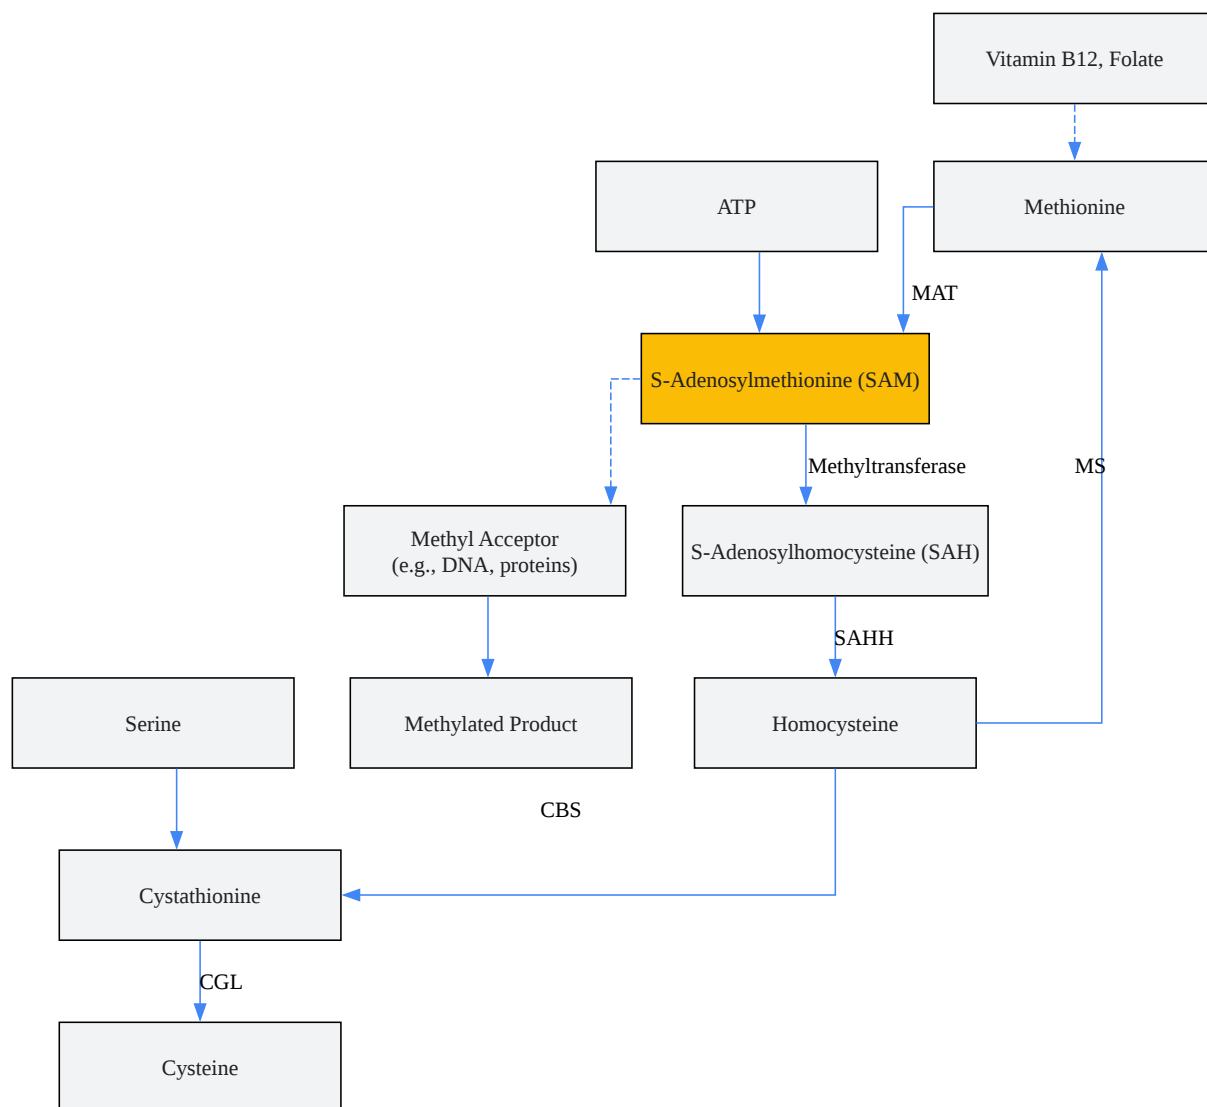 Vitamin B12, Folate
ATP
Methionine
MAT
S-Adenosylmethionine (SAM)
Methyltransferase
MS
Methyl Acceptor
(e.g., DNA, proteins)
S-Adenosylhomocysteine (SAH)
SAHH
Serine
Methylated Product
Homocysteine
CBS
Cystathionine
CGL
Cysteine